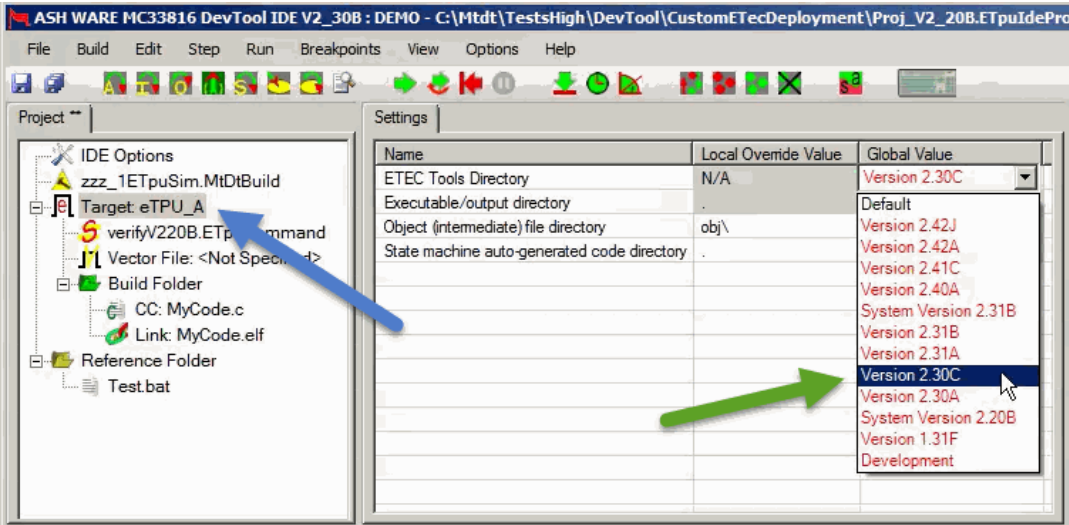 ASH WARE MC33816 DevTool IDE V2_30B : DEMO - C:\Mtdt\TestsHigh\DevTool\CustomETecDeployment\Proj_V2_20B.ETpuIdePro
File Build Edit Step Run Breakpoints View Options Help
Project **
IDE Options
zzz_1ETpuSim.MtDtBuild
Target: eTPU_A
verifyV220B.ETp mmand
Vector File: <Not Spec d>
Build Folder
CC: MyCode.c
Link: MyCode.elf
Reference Folder
Test.bat
Settings
Name Local Override Value Global Value
ETEC Tools Directory N/A Version 2.30C
Executable/output directory .
Object (intermediate) file directory obj\
State machine auto-generated code directory .
Default
Version 2.42J
Version 2.42A
Version 2.41C
Version 2.40A
System Version 2.31B
Version 2.31B
Version 2.31A
Version 2.30C
Version 2.30A
System Version 2.20B
Version 1.31F
Development